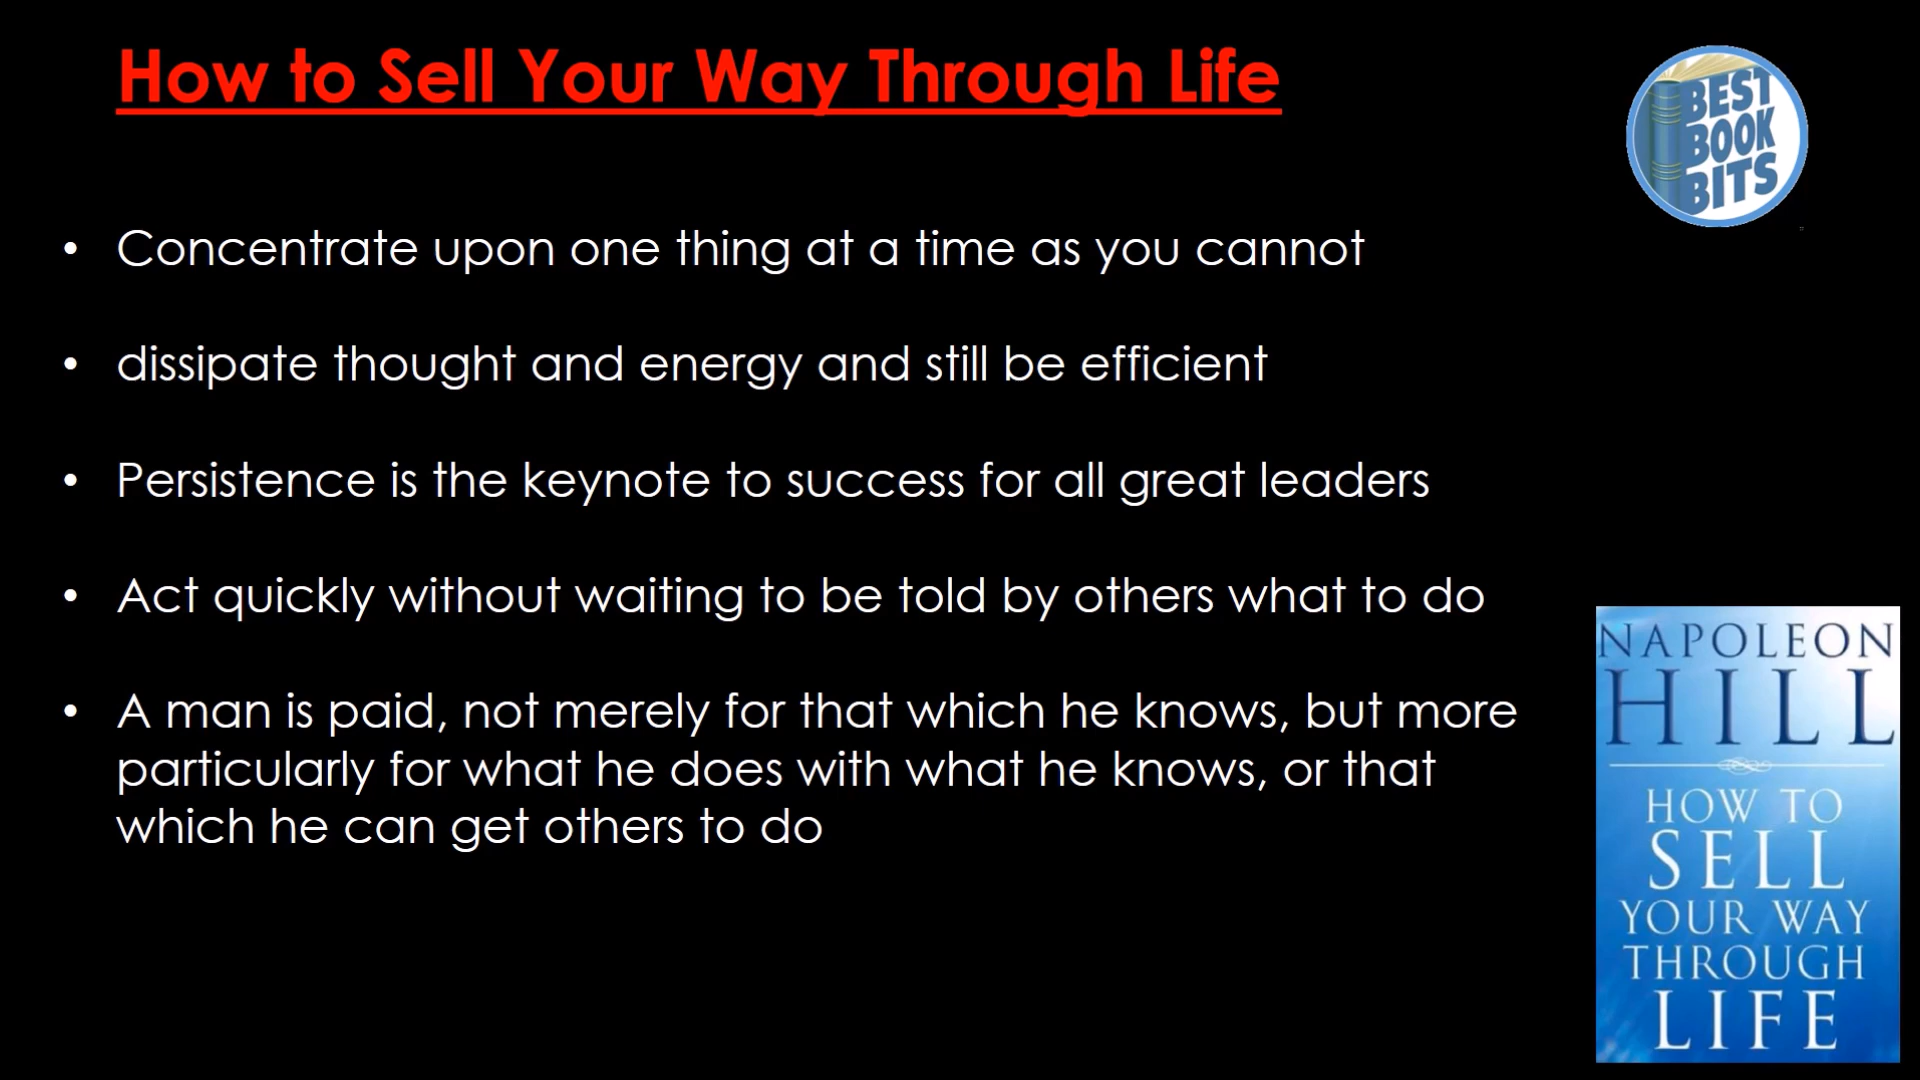 How to Sell Your Way Through Life
BEST
BOOK
BITS
• Concentrate upon one thing at a time as you cannot
• dissipate thought and energy and still be efficient
• Persistence is the keynote to success for all great leaders
• Act quickly without waiting to be told by others what to do
• A man is paid, not merely for that which he knows, but more
particularly for what he does with what he knows, or that
which he can get others to do
NAPOLEON
HILL
HOW TO
SELL
YOUR WAY
THROUGH
LIFE